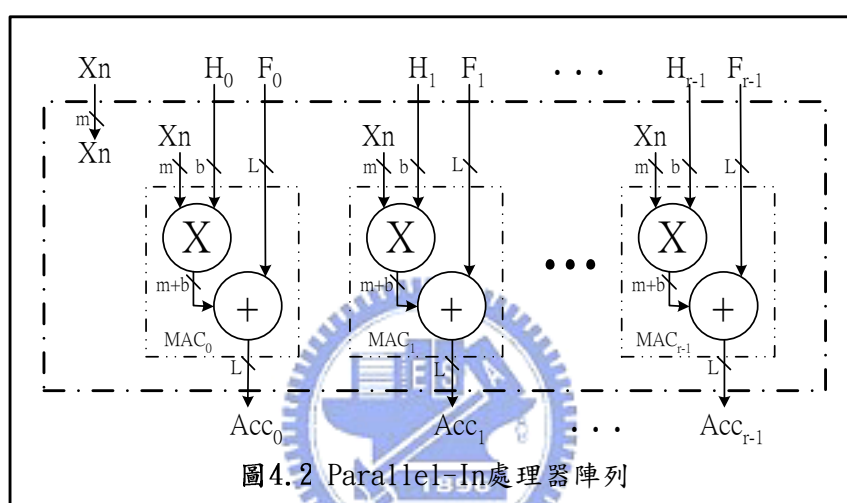 Xn H₀ F₀ H₁ F₁ ··· Hᵣ₋₁ Fᵣ₋₁
m
Xn
Xn Xn Xn
m b L m b L m b L
X X X
m+b m+b ••• m+b
+ + +
MAC₀ MAC₁ MACᵣ₋₁
L L L
Acc₀ Acc₁ ··· Accᵣ₋₁
圖4.2 Parallel-In處理器陣列
1896